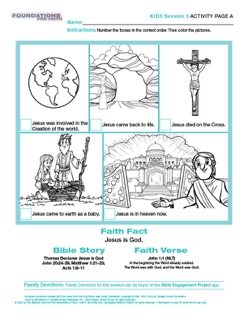 FOUNDATIONS
FOR FAITH
KIDS Session 3 ACTIVITY PAGE A
Name:
Instructions: Number the boxes in the correct order. Then color the pictures.
Jesus was involved in the
Creation of the world.
Jesus came back to life.
Jesus died on the Cross.
Jesus came to earth as a baby.
Jesus is in heaven now.
Faith Fact
Jesus is God.
Bible Story
Thomas Declares Jesus is God
John 20:24–29; Matthew 1:21–23;
Acts 1:9–11
Faith Verse
John 1:1 (NLT)
In the beginning the Word already existed.
The Word was with God, and the Word was God.
Family Devotions: Family Devotions for this session can be found on the Bible Engagement Project app.